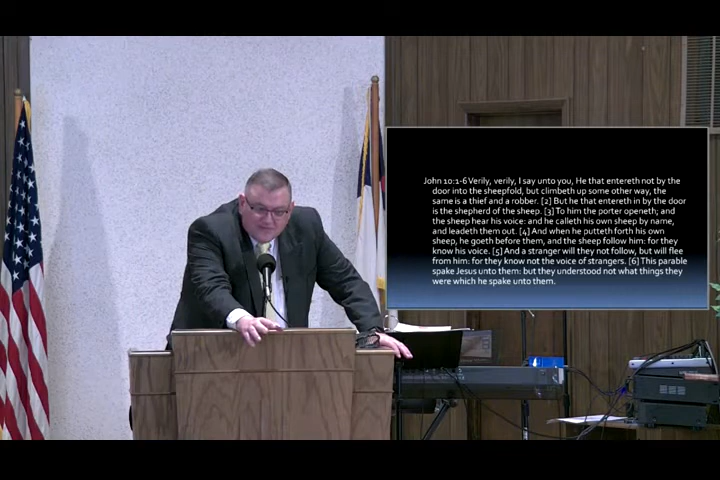 John 10:1-6 Verily, verily, I say unto you, He that entereth not by the
door into the sheepfold, but climbeth up some other way, the
same is a thief and a robber. [2] But he that entereth in by the door
is the shepherd of the sheep. [3] To him the porter openeth; and
the sheep hear his voice: and he calleth his own sheep by name,
and leadeth them out. [4] And when he putteth forth his own
sheep, he goeth before them, and the sheep follow him: for they
know his voice. [5] And a stranger will they not follow, but will flee
from him: for they know not the voice of strangers. [6] This parable
spake Jesus unto them: but they understood not what things they
were which he spake unto them.